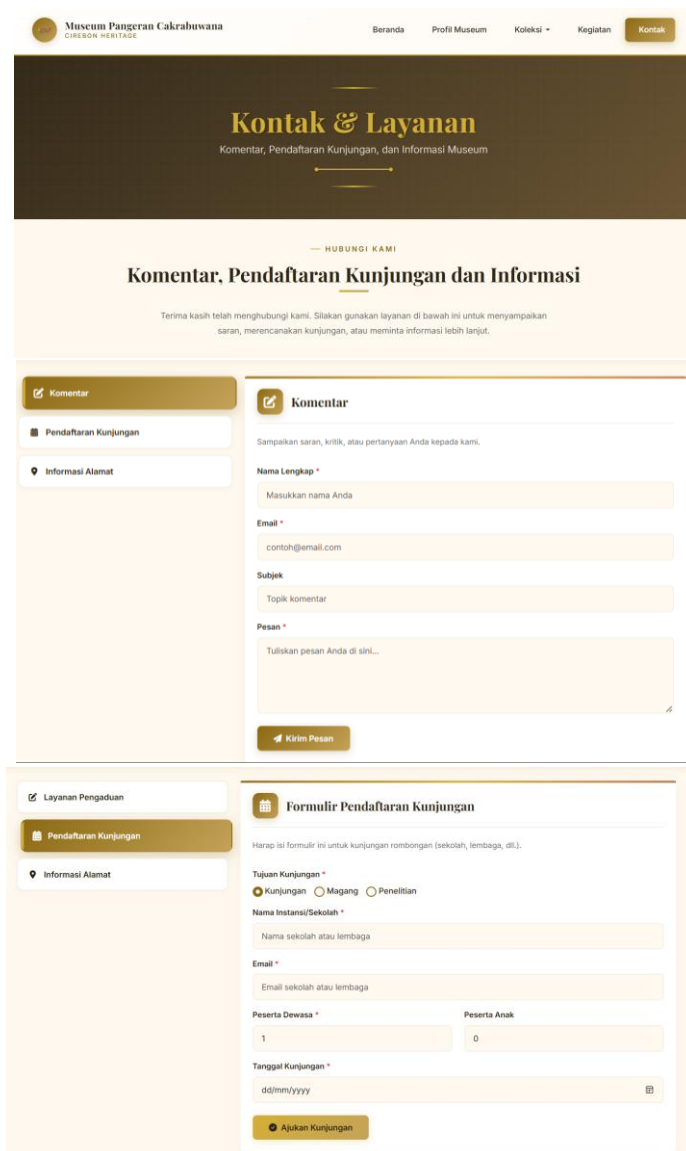 Museum Pangeran Cakrabuwana
CIREBON HERITAGE
Beranda Profil Museum Koleksi Kegiatan Kontak
Kontak & Layanan
Komentar, Pendaftaran Kunjungan, dan Informasi Museum
HUBUNGI KAMI
Komentar, Pendaftaran Kunjungan dan Informasi
Terima kasih telah menghubungi kami. Silakan gunakan layanan di bawah ini untuk menyampaikan
saran, merencanakan kunjungan, atau meminta informasi lebih lanjut.
Komentar
Pendaftaran Kunjungan
Informasi Alamat
Komentar
Sampaikan saran, kritik, atau pertanyaan Anda kepada kami.
Nama Lengkap *
Masukkan nama Anda
Email *
contoh@email.com
Subjek
Topik komentar
Pesan *
Tuliskan pesan Anda di sini...
Kirim Pesan
Layanan Pengaduan
Pendaftaran Kunjungan
Informasi Alamat
Formulir Pendaftaran Kunjungan
Harap isi formulir ini untuk kunjungan rombongan (sekolah, lembaga, dll.).
Tujuan Kunjungan *
Kunjungan Magang Penelitian
Nama Instansi/Sekolah *
Nama sekolah atau lembaga
Email *
Email sekolah atau lembaga
Peserta Dewasa * Peserta Anak
1 0
Tanggal Kunjungan *
dd/mm/yyyy
Ajukan Kunjungan